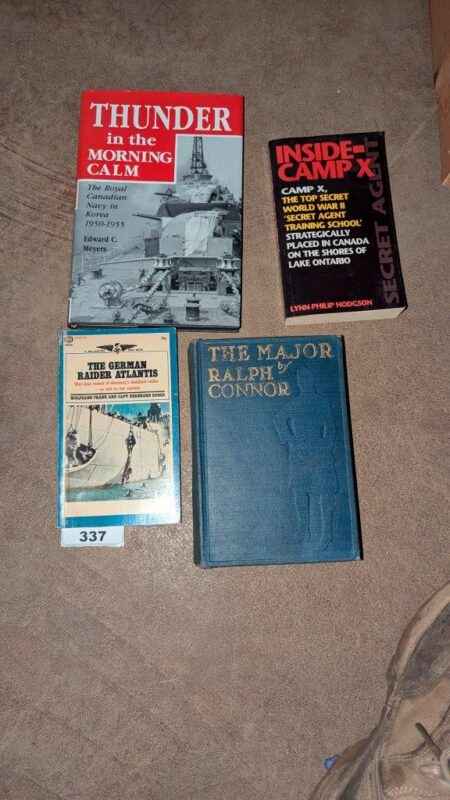 THUNDER
in the
MORNING
CALM
The Royal
Canadian
Navy in
Korea
1950-1955
Edward C.
Meyers
INSIDE-
CAMP X
CAMP X,
THE TOP SECRET
WORLD WAR II
'SECRET AGENT
TRAINING SCHOOL'
STRATEGICALLY
PLACED IN CANADA
ON THE SHORES OF
LAKE ONTARIO
LYNN PHILIP HODGSON
SECRET AGENT
THE GERMAN
RAIDER ATLANTIS
WOLFGANG FRANK AND CAPT. BERNHARD ROGGE
337
THE MAJOR
by
RALPH
CONNOR